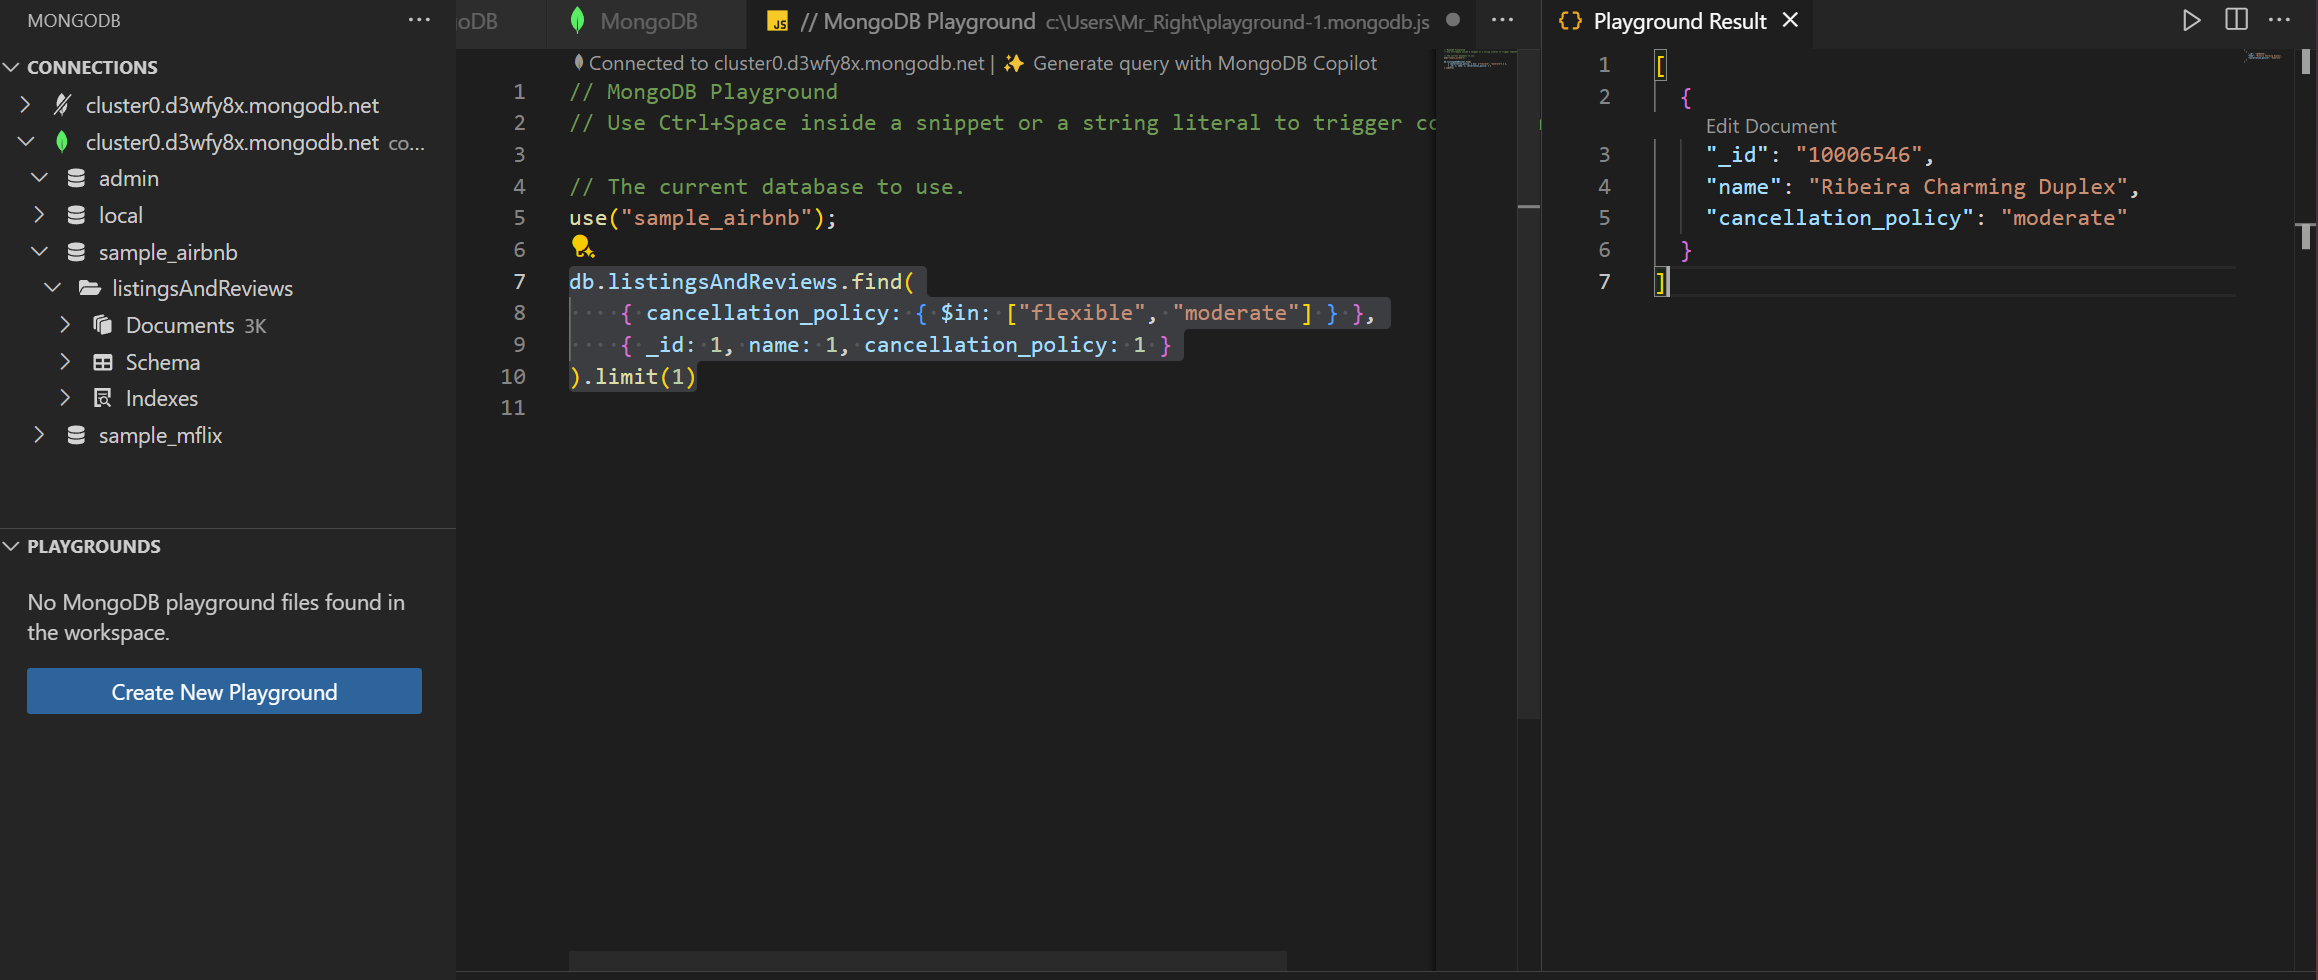 MONGODB
CONNECTIONS
cluster0.d3wfy8x.mongodb.net
cluster0.d3wfy8x.mongodb.net co...
admin
local
sample_airbnb
listingsAndReviews
Documents 3K
Schema
Indexes
sample_mflix
PLAYGROUNDS
No MongoDB playground files found in
the workspace.
Create New Playground
oDB
MongoDB
JS // MongoDB Playground c:\Users\Mr_Right\playground-1.mongodb.js
Connected to cluster0.d3wfy8x.mongodb.net | ✨ Generate query with MongoDB Copilot
1 // MongoDB Playground
2 // Use Ctrl+Space inside a snippet or a string literal to trigger co
3
4 // The current database to use.
5 use("sample_airbnb");
6
7 db.listingsAndReviews.find(
8 ····{ cancellation_policy: { $in: ["flexible", "moderate"] } },
9 ····{ _id: 1, name: 1, cancellation_policy: 1 }
10 ).limit(1)
11
{} Playground Result
1 [
2 {
Edit Document
3 "_id": "10006546",
4 "name": "Ribeira Charming Duplex",
5 "cancellation_policy": "moderate"
6 }
7 ]